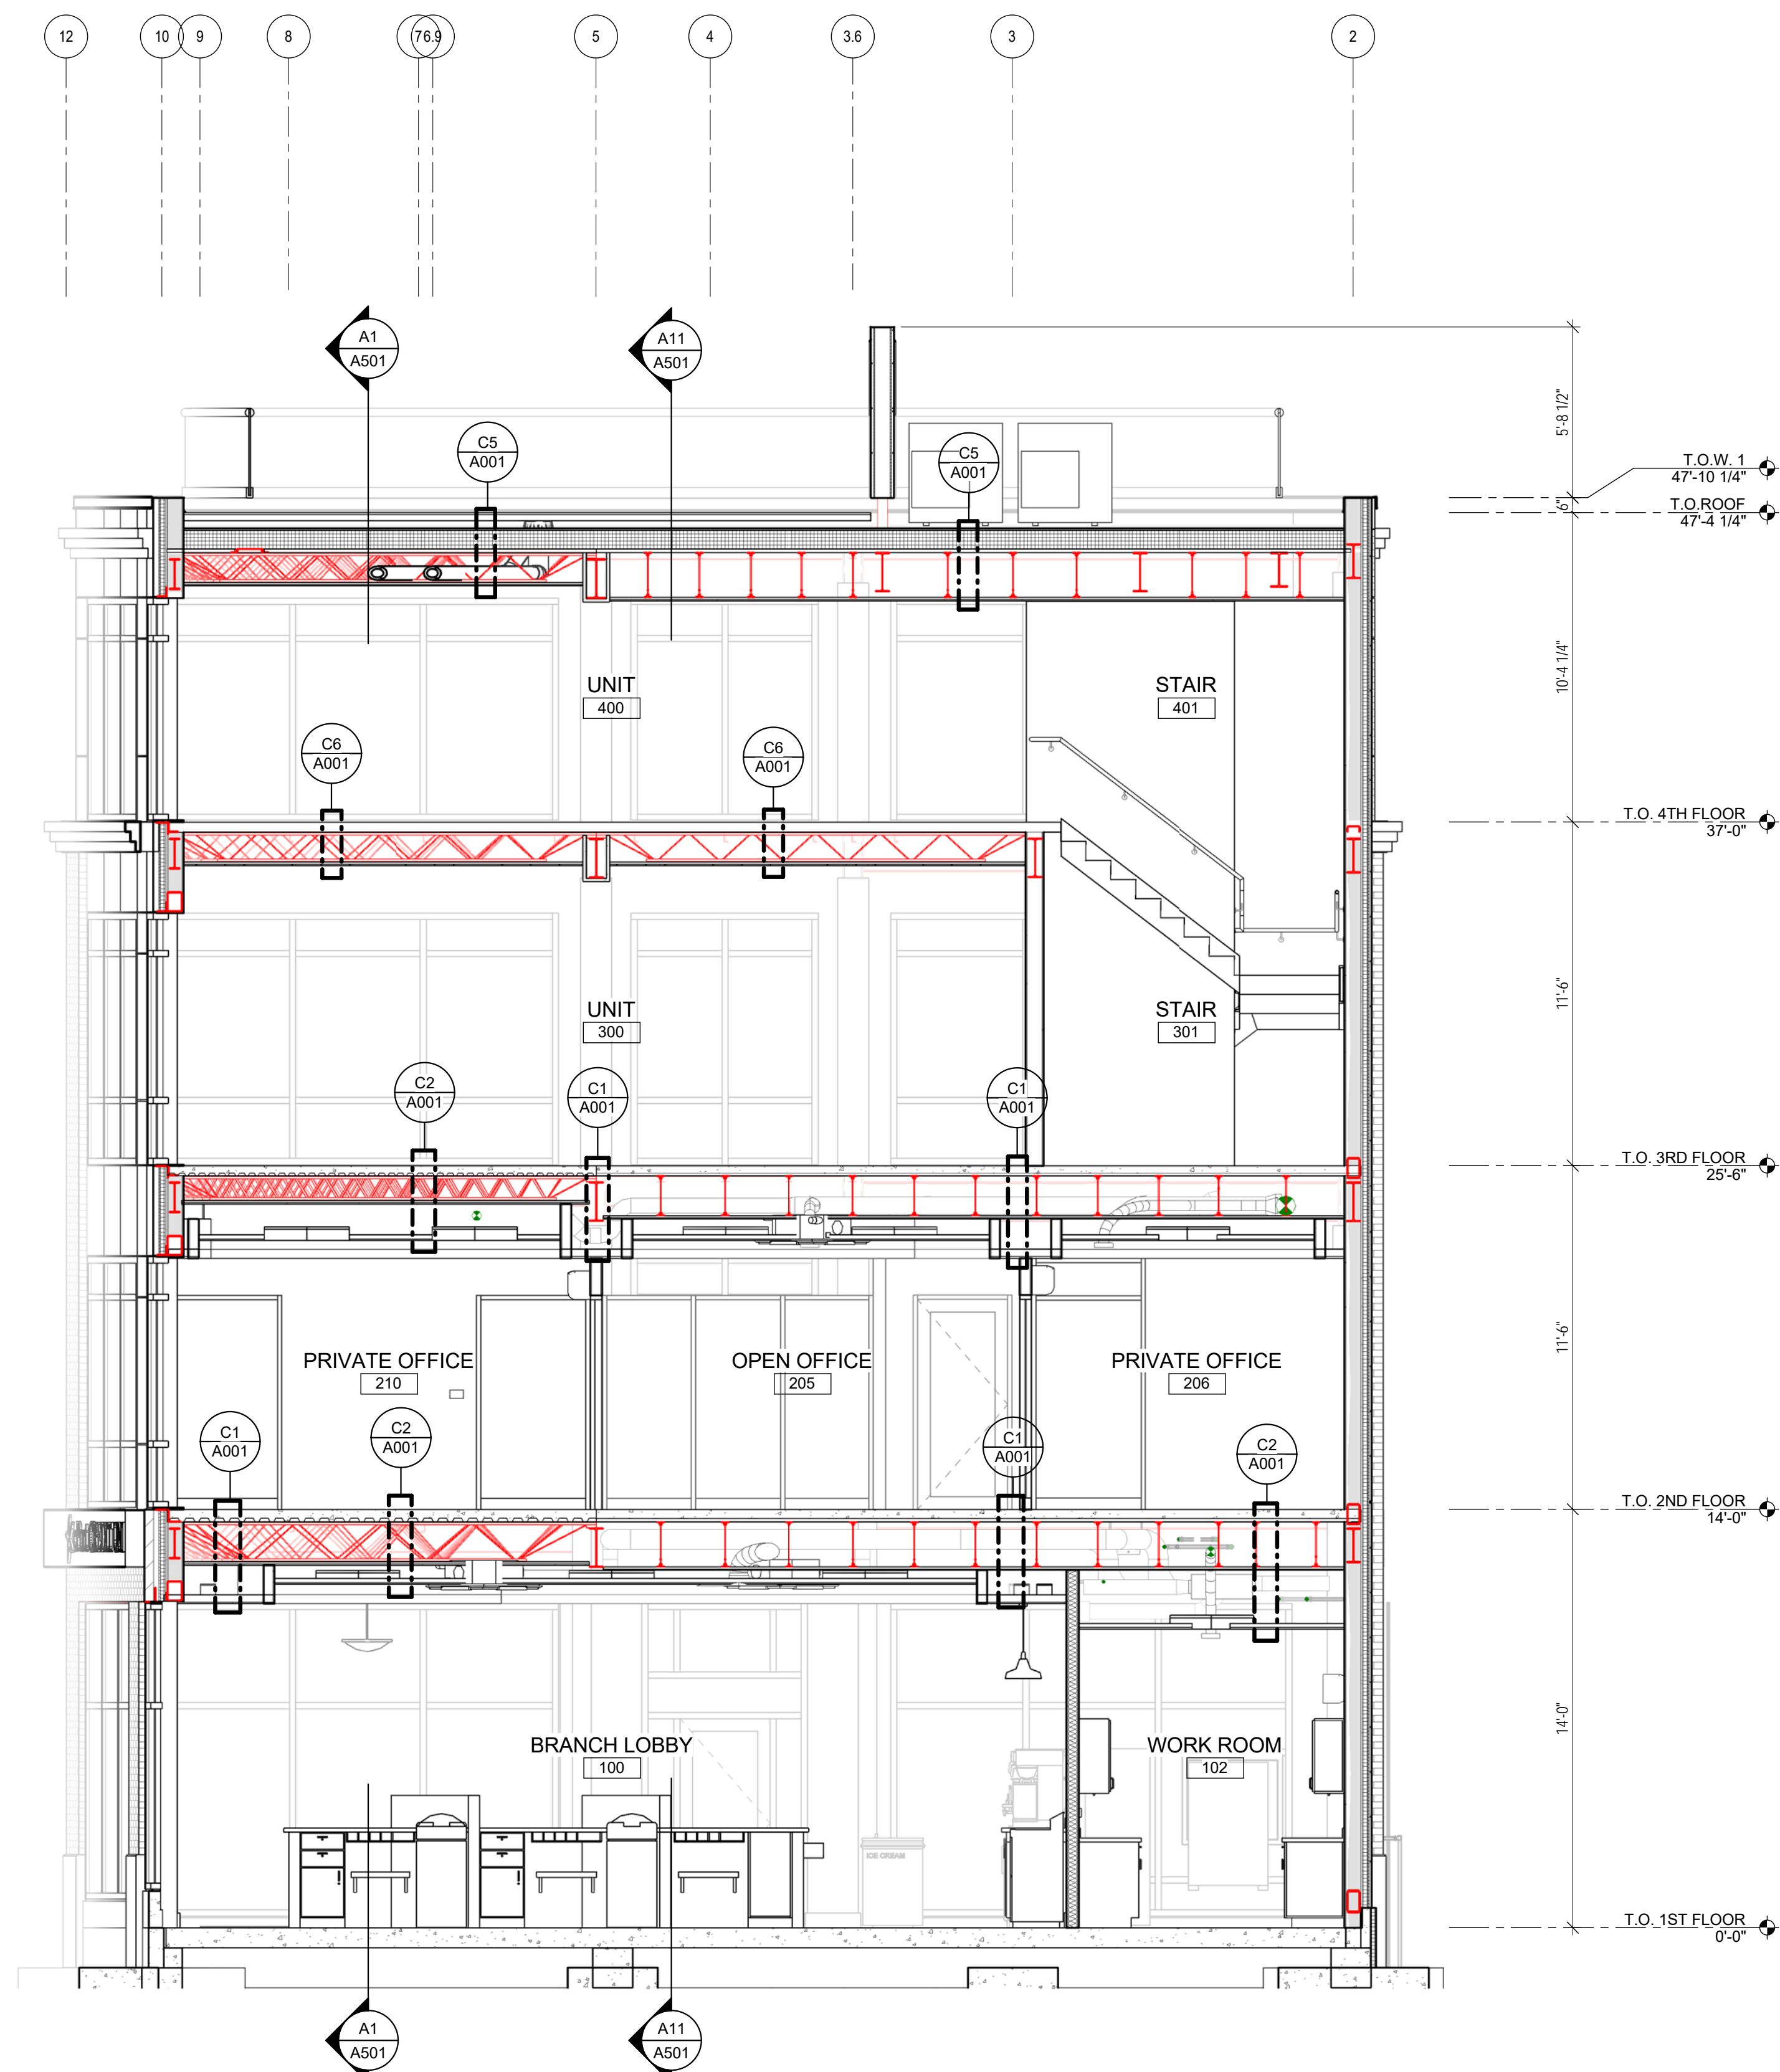 12
10
9
8
7
6.9
5
4
3.6
3
2
A1
A501
A11
A501
5'-8 1/2"
C5
A001
C5
A001
T.O.W. 1
47'-10 1/4"
6"
T.O.ROOF
47'-4 1/4"
10'-4 1/4"
UNIT
400
STAIR
401
C6
A001
C6
A001
T.O. 4TH FLOOR
37'-0"
11'-6"
UNIT
300
STAIR
301
C2
A001
C1
A001
C1
A001
T.O. 3RD FLOOR
25'-6"
11'-6"
PRIVATE OFFICE
210
OPEN OFFICE
205
PRIVATE OFFICE
206
C1
A001
C2
A001
C1
A001
C2
A001
T.O. 2ND FLOOR
14'-0"
14'-0"
BRANCH LOBBY
100
WORK ROOM
102
ICE CREAM
T.O. 1ST FLOOR
0'-0"
A1
A501
A11
A501